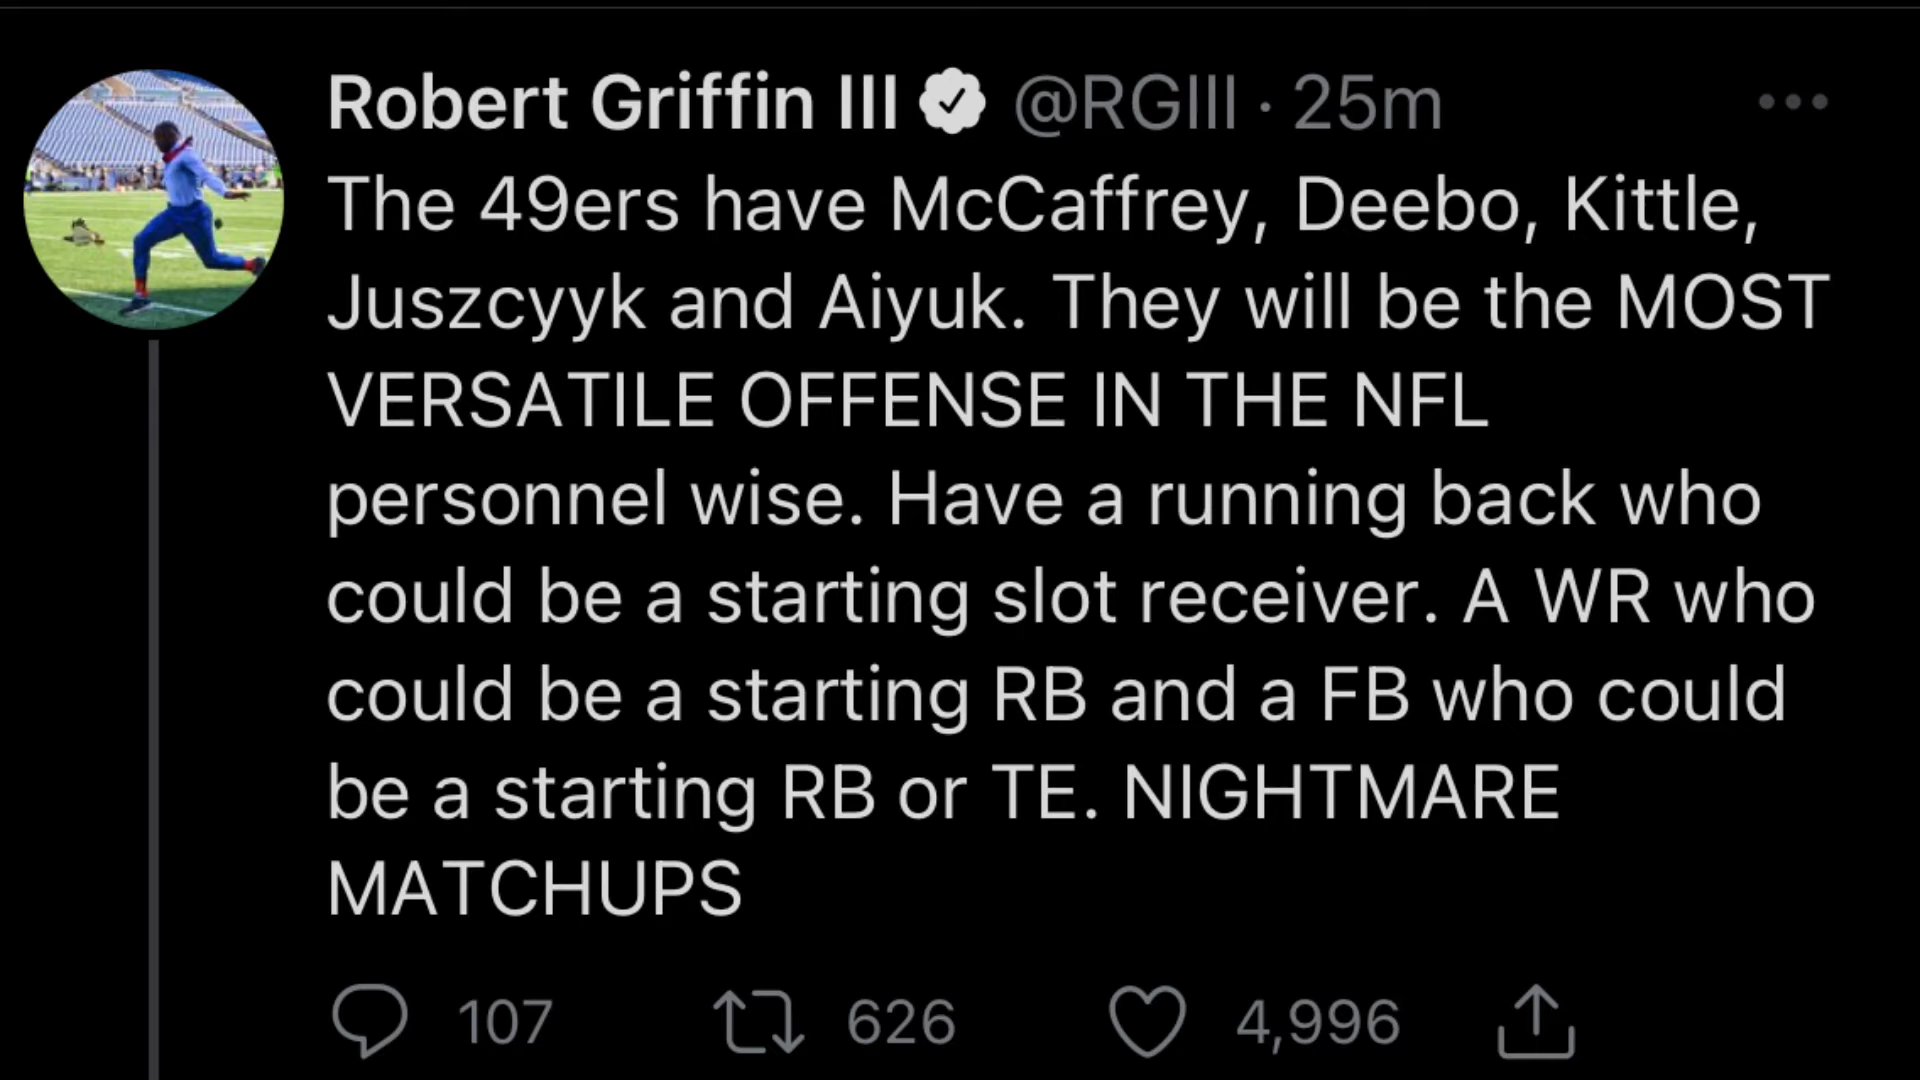 Robert Griffin III @RGIII · 25m
The 49ers have McCaffrey, Deebo, Kittle,
Juszcyyk and Aiyuk. They will be the MOST
VERSATILE OFFENSE IN THE NFL
personnel wise. Have a running back who
could be a starting slot receiver. A WR who
could be a starting RB and a FB who could
be a starting RB or TE. NIGHTMARE
MATCHUPS
107 626 4,996